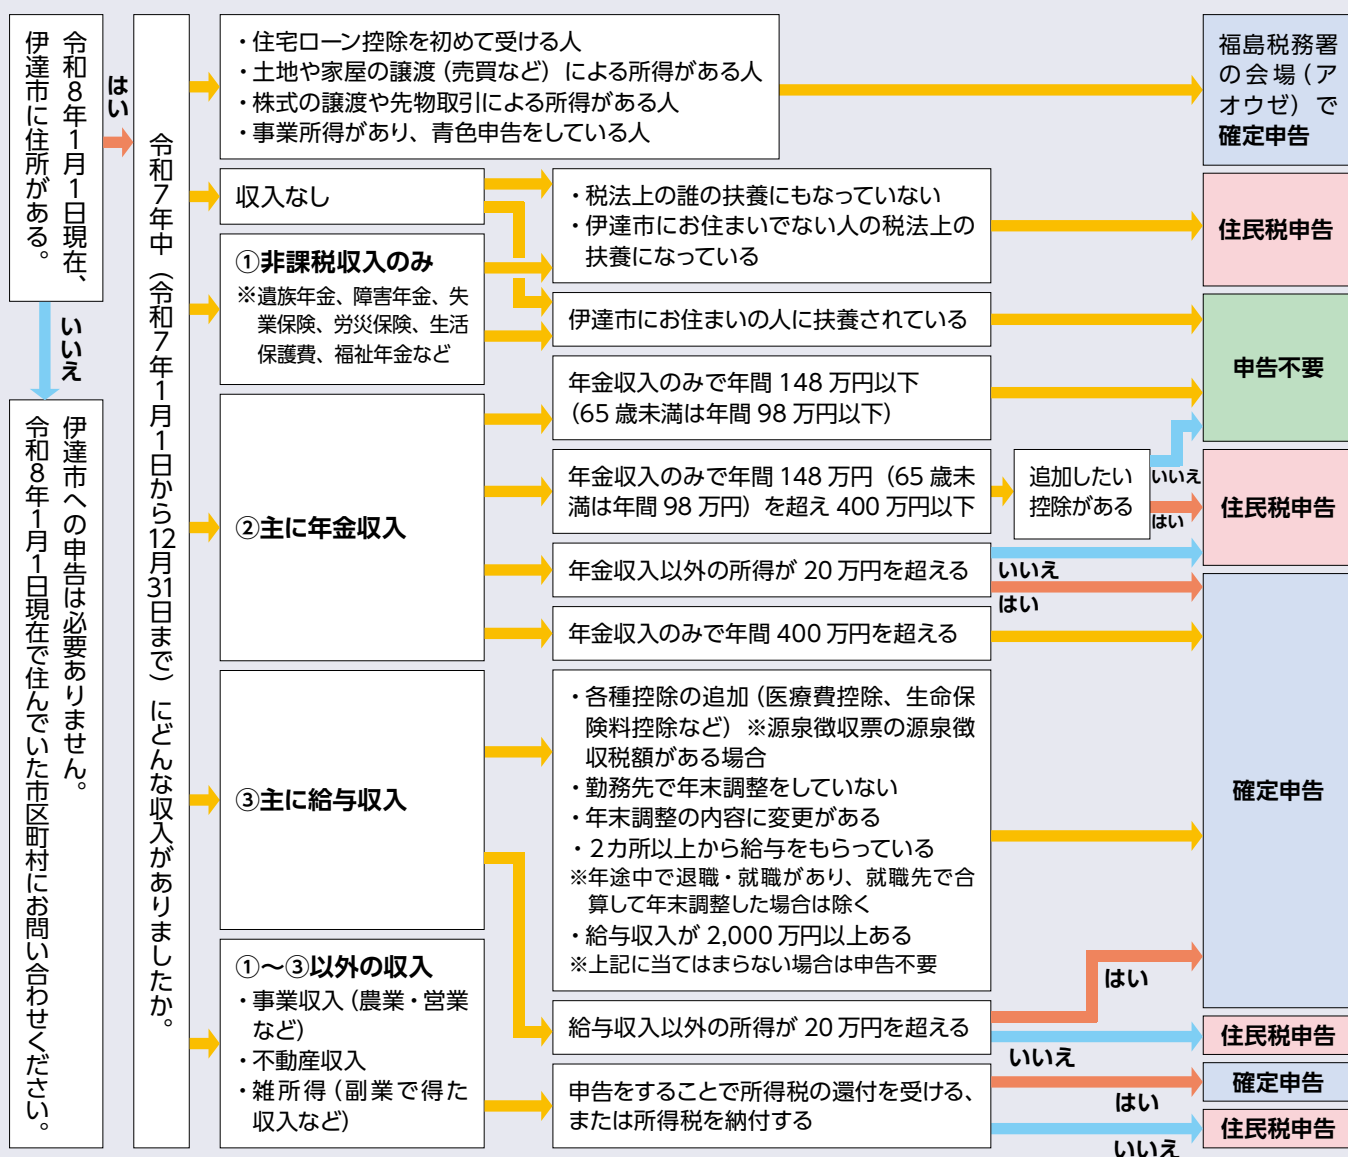 令和８年１月１日現在、
伊達市に住所がある。
はい
いいえ
伊達市への申告は必要ありません。
令和８年１月１日現在で住んでいた市区町村にお問い合わせください。
令和７年中（令和７年１月１日から12月31日まで）にどんな収入がありましたか。
・住宅ローン控除を初めて受ける人
・土地や家屋の譲渡（売買など）による所得がある人
・株式の譲渡や先物取引による所得がある人
・事業所得があり、青色申告をしている人
福島税務署
の会場（ア
オウゼ）で
確定申告
収入なし
・税法上の誰の扶養にもなっていない
・伊達市にお住まいでない人の税法上の
扶養になっている
住民税申告
①非課税収入のみ
※遺族年金、障害年金、失
業保険、労災保険、生活
保護費、福祉年金など
伊達市にお住まいの人に扶養されている
申告不要
②主に年金収入
年金収入のみで年間 148 万円以下
（65 歳未満は年間 98 万円以下）
年金収入のみで年間 148 万円（65 歳未
満は年間 98 万円）を超え 400 万円以下
追加したい
控除がある
いいえ
はい
住民税申告
年金収入以外の所得が 20 万円を超える
いいえ
はい
年金収入のみで年間 400 万円を超える
③主に給与収入
・各種控除の追加（医療費控除、生命保
険料控除など）※源泉徴収票の源泉徴
収税額がある場合
・勤務先で年末調整をしていない
・年末調整の内容に変更がある
・２カ所以上から給与をもらっている
※年途中で退職・就職があり、就職先で合
算して年末調整した場合は除く
・給与収入が 2,000 万円以上ある
※上記に当てはまらない場合は申告不要
確定申告
給与収入以外の所得が 20 万円を超える
はい
いいえ
住民税申告
①～③以外の収入
・事業収入（農業・営業
など）
・不動産収入
・雑所得（副業で得た
収入など）
申告をすることで所得税の還付を受ける、
または所得税を納付する
はい
確定申告
いいえ
住民税申告